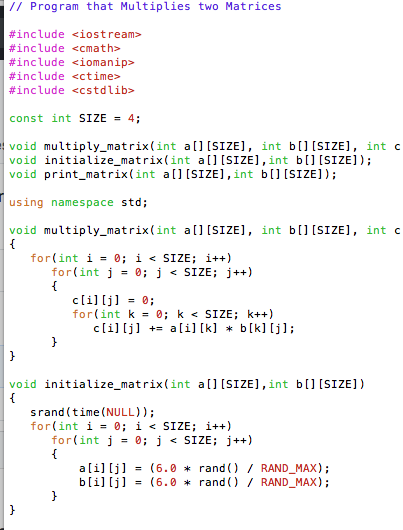 // Program that Multiplies two Matrices
#include <iostream>
#include <cmath>
#include <iomanip>
#include <ctime>
#include <cstdlib>
const int SIZE = 4;
void multiply_matrix(int a[][SIZE], int b[][SIZE], int c
void initialize_matrix(int a[][SIZE],int b[][SIZE]);
void print_matrix(int a[][SIZE],int b[][SIZE]);
using namespace std;
void multiply_matrix(int a[][SIZE], int b[][SIZE], int c
{
for(int i = 0; i < SIZE; i++)
for(int j = 0; j < SIZE; j++)
{
c[i][j] = 0;
for(int k = 0; k < SIZE; k++)
c[i][j] += a[i][k] * b[k][j];
}
}
void initialize_matrix(int a[][SIZE],int b[][SIZE])
{
srand(time(NULL));
for(int i = 0; i < SIZE; i++)
for(int j = 0; j < SIZE; j++)
{
a[i][j] = (6.0 * rand() / RAND_MAX);
b[i][j] = (6.0 * rand() / RAND_MAX);
}
}